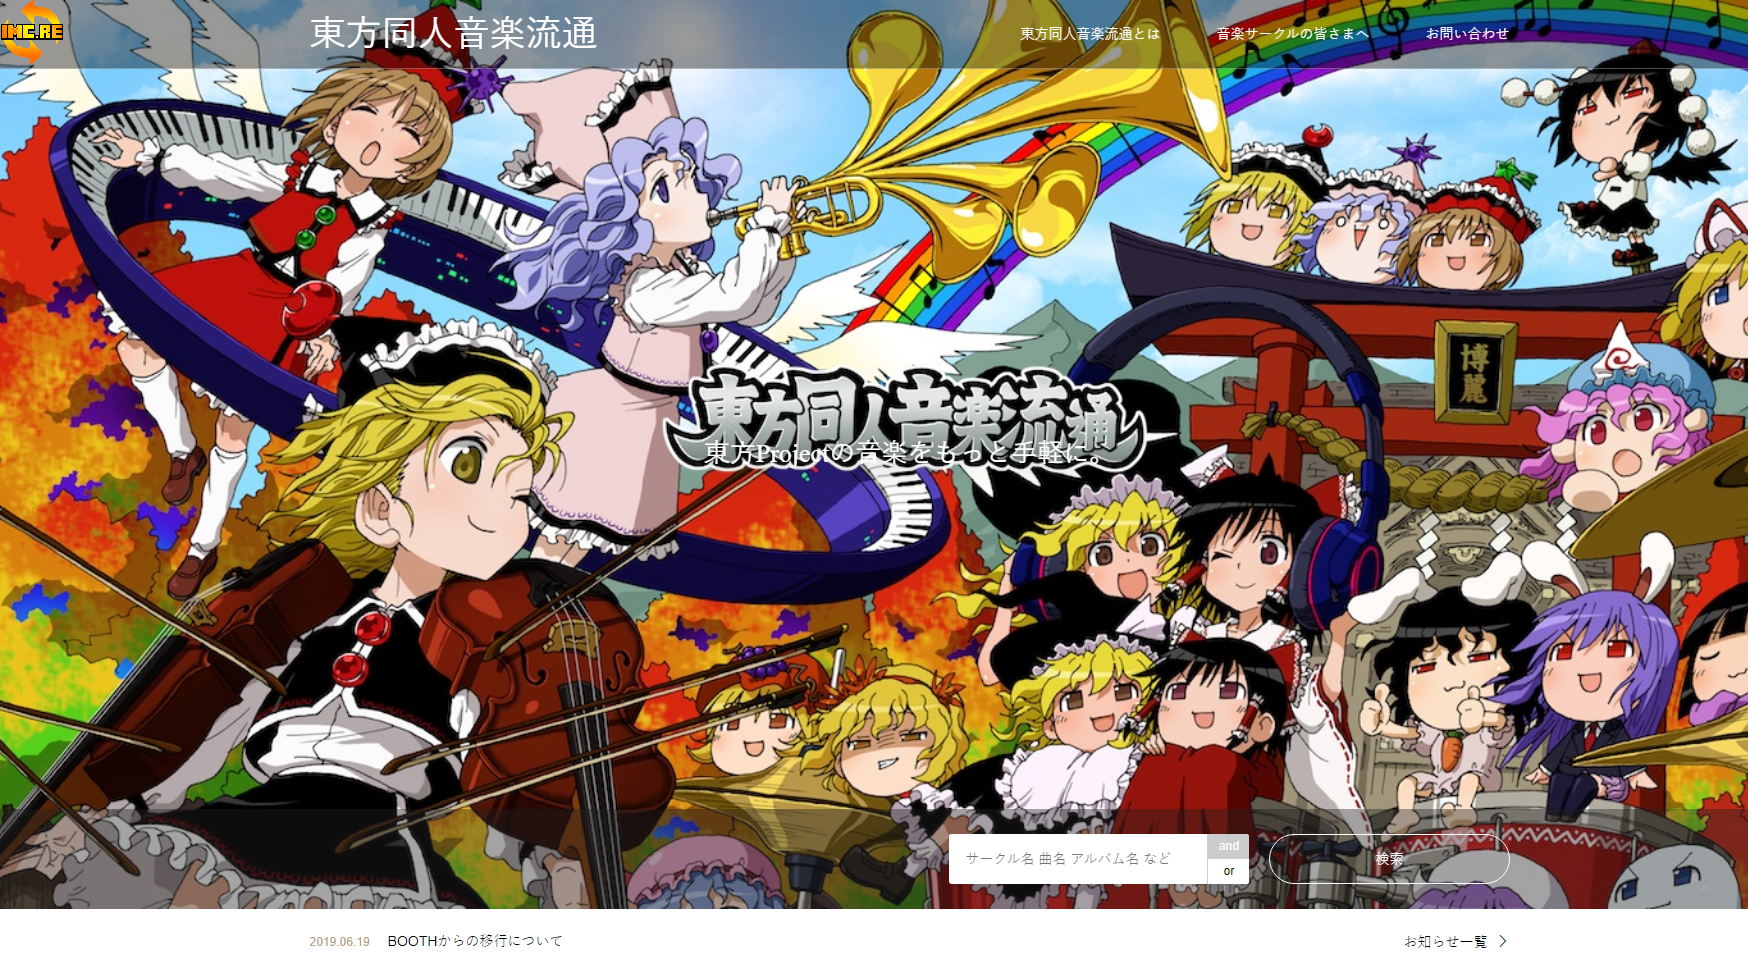 IMC.RE
東方同人音楽流通
東方同人音楽流通とは
音楽サークルの皆さまへ
お問い合わせ
博麗
東方同人音楽流通
東方Projectの音楽をもっと手軽に。
サークル名 曲名 アルバム名 など
and
or
検索
2019.06.19 BOOTHからの移行について
お知らせ一覧